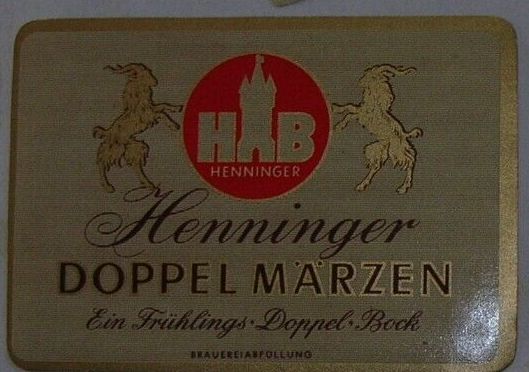 HB
HENNINGER
Henninger
DOPPEL MÄRZEN
Ein Frühlings-Doppel-Bock
BRAUEREIABFÜLLUNG